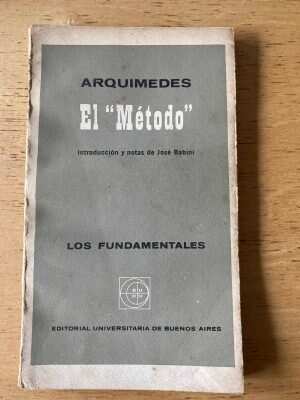 ARQUIMEDES
El "Método"
introducción y notas de José Babini
LOS FUNDAMENTALES
EDITORIAL UNIVERSITARIA DE BUENOS AIRES